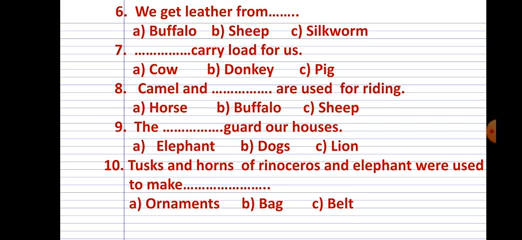 6. We get leather from……..
a) Buffalo b) Sheep c) Silkworm
7. ……………carry load for us.
a) Cow b) Donkey c) Pig
8. Camel and …………… are used for riding.
a) Horse b) Buffalo c) Sheep
9. The …………….guard our houses.
a) Elephant b) Dogs c) Lion
10. Tusks and horns of rinoceros and elephant were used
to make…………………..
a) Ornaments b) Bag c) Belt